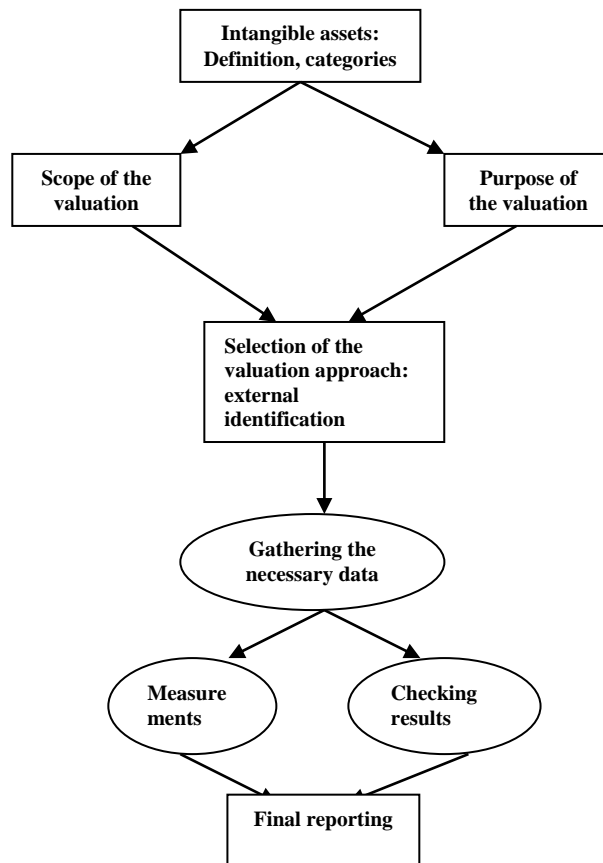 Intangible assets:
Definition, categories
Scope of the
valuation
Purpose of
the valuation
Selection of the
valuation approach:
external
identification
Gathering the
necessary data
Measure
ments
Checking
results
Final reporting